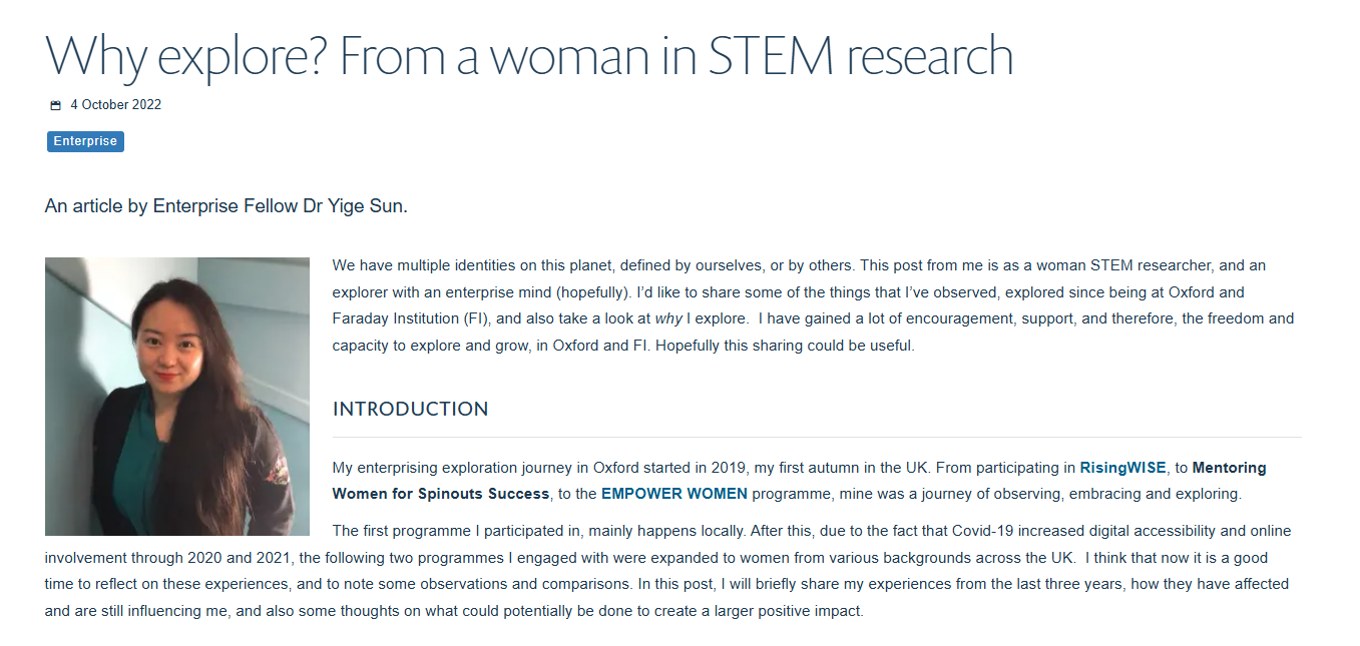 Why explore? From a woman in STEM research
4 October 2022
Enterprise
An article by Enterprise Fellow Dr Yige Sun.
We have multiple identities on this planet, defined by ourselves, or by others. This post from me is as a woman STEM researcher, and an
explorer with an enterprise mind (hopefully). I’d like to share some of the things that I’ve observed, explored since being at Oxford and
Faraday Institution (FI), and also take a look at why I explore.  I have gained a lot of encouragement, support, and therefore, the freedom and
capacity to explore and grow, in Oxford and FI. Hopefully this sharing could be useful.
INTRODUCTION
My enterprising exploration journey in Oxford started in 2019, my first autumn in the UK. From participating in RisingWISE, to Mentoring
Women for Spinouts Success, to the EMPOWER WOMEN programme, mine was a journey of observing, embracing and exploring.
The first programme I participated in, mainly happens locally. After this, due to the fact that Covid-19 increased digital accessibility and online
involvement through 2020 and 2021, the following two programmes I engaged with were expanded to women from various backgrounds across the UK.  I think that now it is a good
time to reflect on these experiences, and to note some observations and comparisons. In this post, I will briefly share my experiences from the last three years, how they have affected
and are still influencing me, and also some thoughts on what could potentially be done to create a larger positive impact.